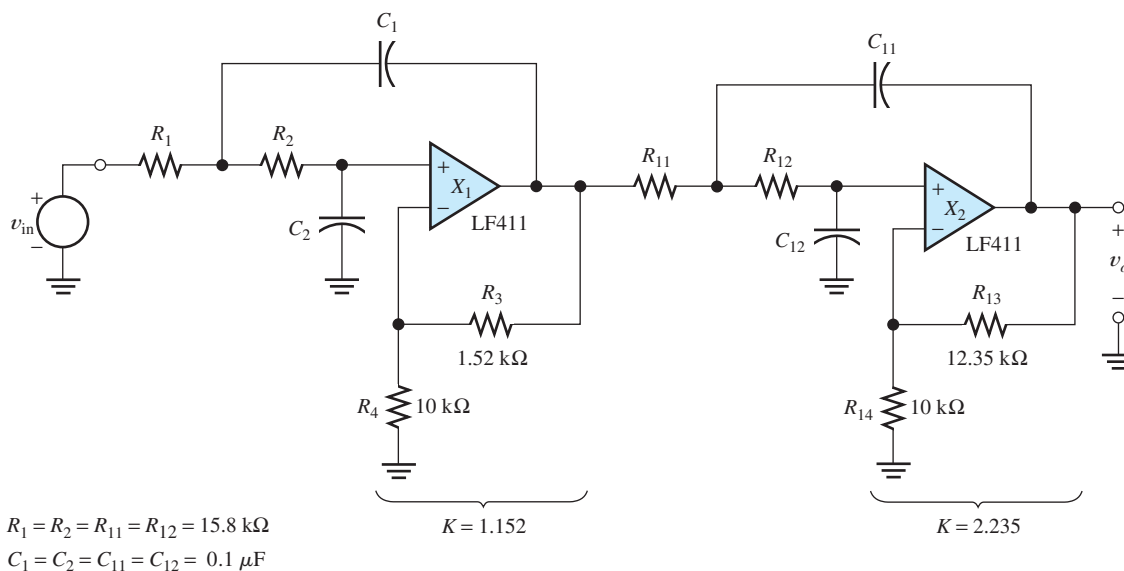 C1
C11
R1
R2
R11
R12
+
X1
−
LF411
+
X2
−
LF411
+
vin
−
C2
C12
+
vo
−
R3
1.52 kΩ
R13
12.35 kΩ
R4 10 kΩ
R14 10 kΩ
K = 1.152
K = 2.235
R1 = R2 = R11 = R12 = 15.8 kΩ
C1 = C2 = C11 = C12 = 0.1 μF